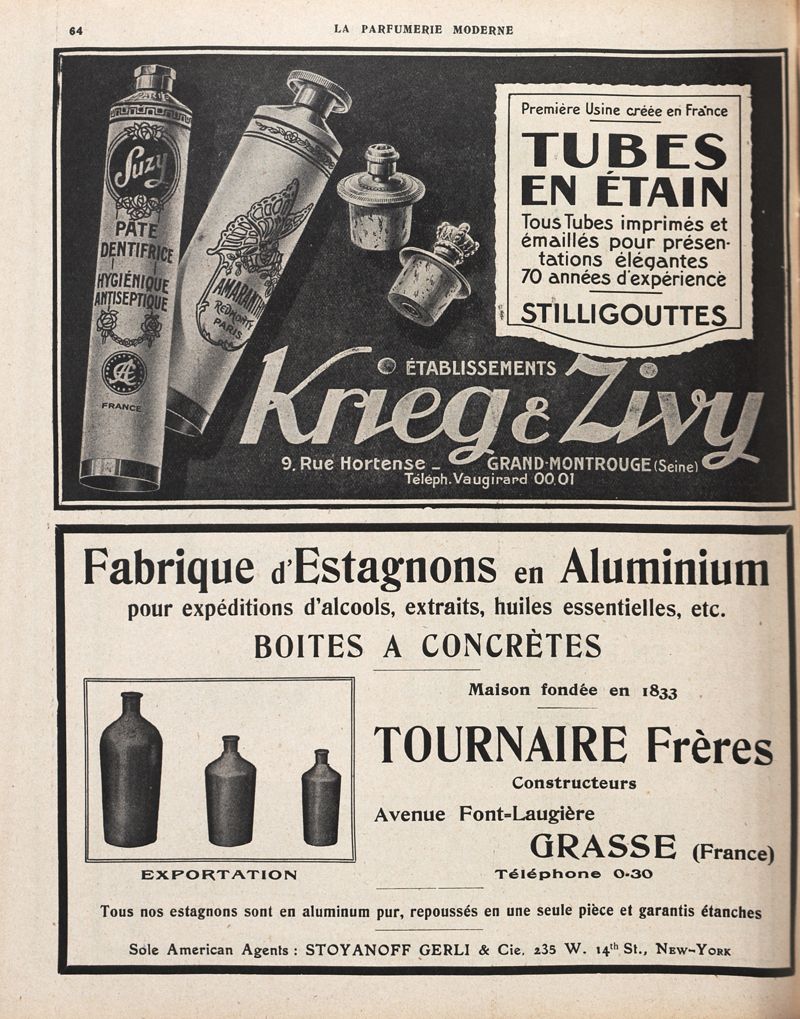 64
LA PARFUMERIE MODERNE
Suzy
PÂTE
DENTIFRICE
HYGIÉNIQUE
ANTISEPTIQUE
FRANCE
AMARANTHE
REDMONTY
PARIS
Première Usine créée en France
TUBES
EN ÉTAIN
Tous Tubes imprimés et
émaillés pour présen-
tations élégantes
70 années d'expérience
STILLIGOUTTES
ÉTABLISSEMENTS
Krieg & Zivy
9, Rue Hortense _ GRAND-MONTROUGE (Seine)
Téléph. Vaugirard 00.01
Fabrique d'Estagnons en Aluminium
pour expéditions d'alcools, extraits, huiles essentielles, etc.
BOITES A CONCRÈTES
Maison fondée en 1833
TOURNAIRE Frères
Constructeurs
Avenue Font=Laugière
GRASSE (France)
EXPORTATION
Téléphone 0-30
Tous nos estagnons sont en aluminum pur, repoussés en une seule pièce et garantis étanches
Sole American Agents : STOYANOFF GERLI & Cie, 235 W. 14th St., NEW-YORK